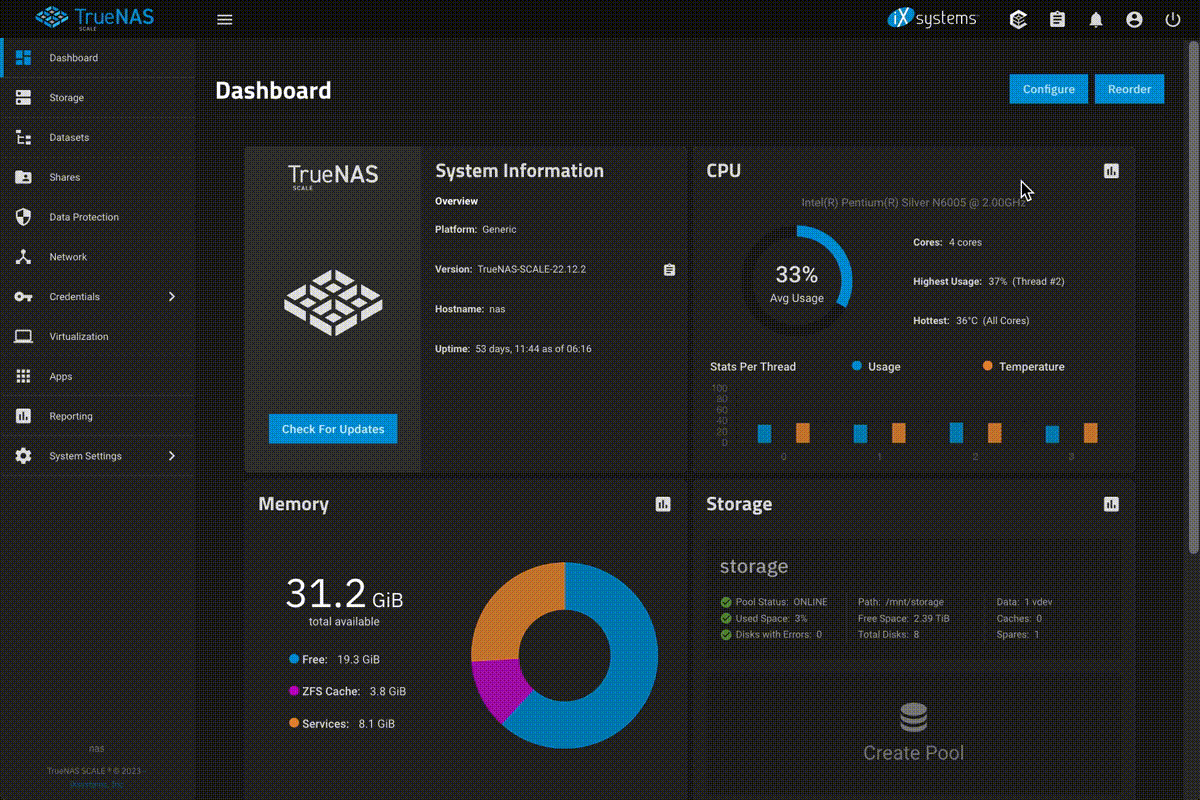 TrueNAS
SCALE
iXsystems
Dashboard
Storage
Datasets
Shares
Data Protection
Network
Credentials
Virtualization
Apps
Reporting
System Settings
nas
TrueNAS SCALE ® © 2023 -
iXsystems, Inc
Dashboard
Configure
Reorder
TrueNAS
SCALE
Check For Updates
System Information
Overview
Platform: Generic
Version: TrueNAS-SCALE-22.12.2
Hostname: nas
Uptime: 53 days, 11:44 as of 06:16
CPU
Intel(R) Pentium(R) Silver N6005 @ 2.00GHz
33%
Avg Usage
Cores: 4 cores
Highest Usage: 37% (Thread #2)
Hottest: 36°C (All Cores)
Stats Per Thread
Usage
Temperature
100
80
60
40
20
0
0 1 2 3
Memory
31.2 GiB
total available
Free: 19.3 GiB
ZFS Cache: 3.8 GiB
Services: 8.1 GiB
Storage
storage
Pool Status: ONLINE
Used Space: 3%
Disks with Errors: 0
Path: /mnt/storage
Free Space: 2.39 TiB
Total Disks: 8
Data: 1 vdev
Caches: 0
Spares: 1
Create Pool